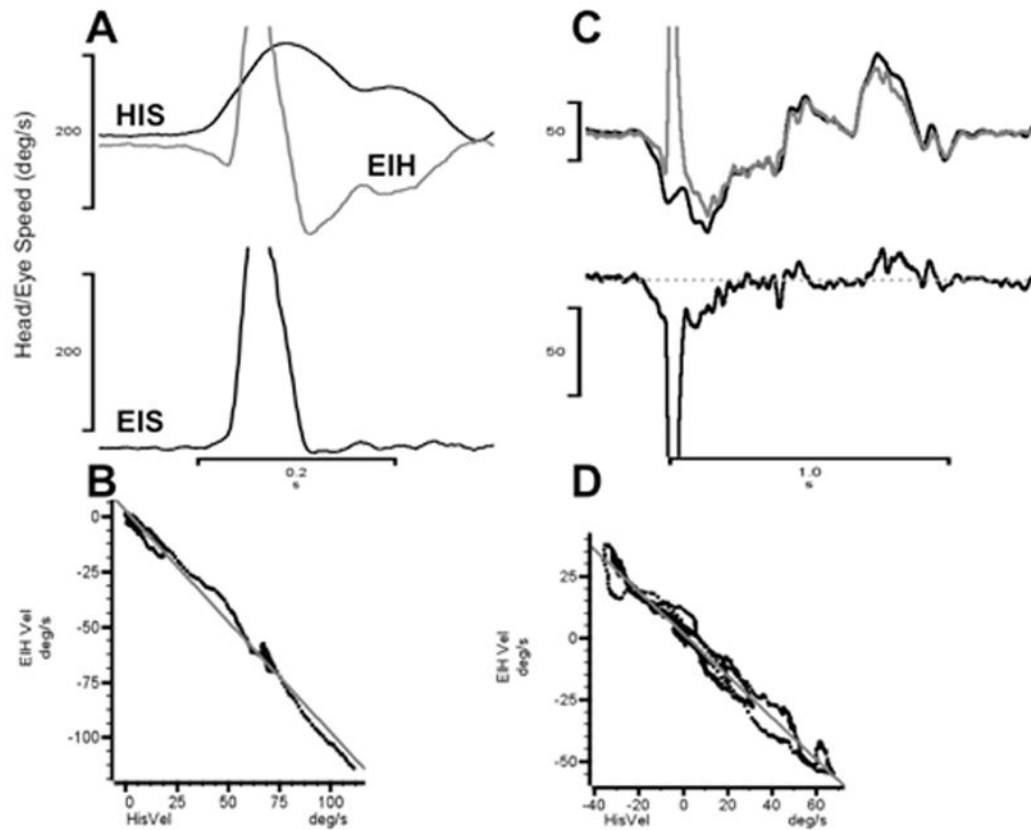 A
C
Head/Eye Speed (deg/s)
HIS
200
EIH
50
200
50
EIS
0.2
s
1.0
s
B
D
0
-25
-50
-75
-100
EIH Vel
deg/s
0 25 50 75 100
HisVel deg/s
25
0
-25
-50
EIH Vel
deg/s
-40 -20 0 20 40 60
HisVel deg/s